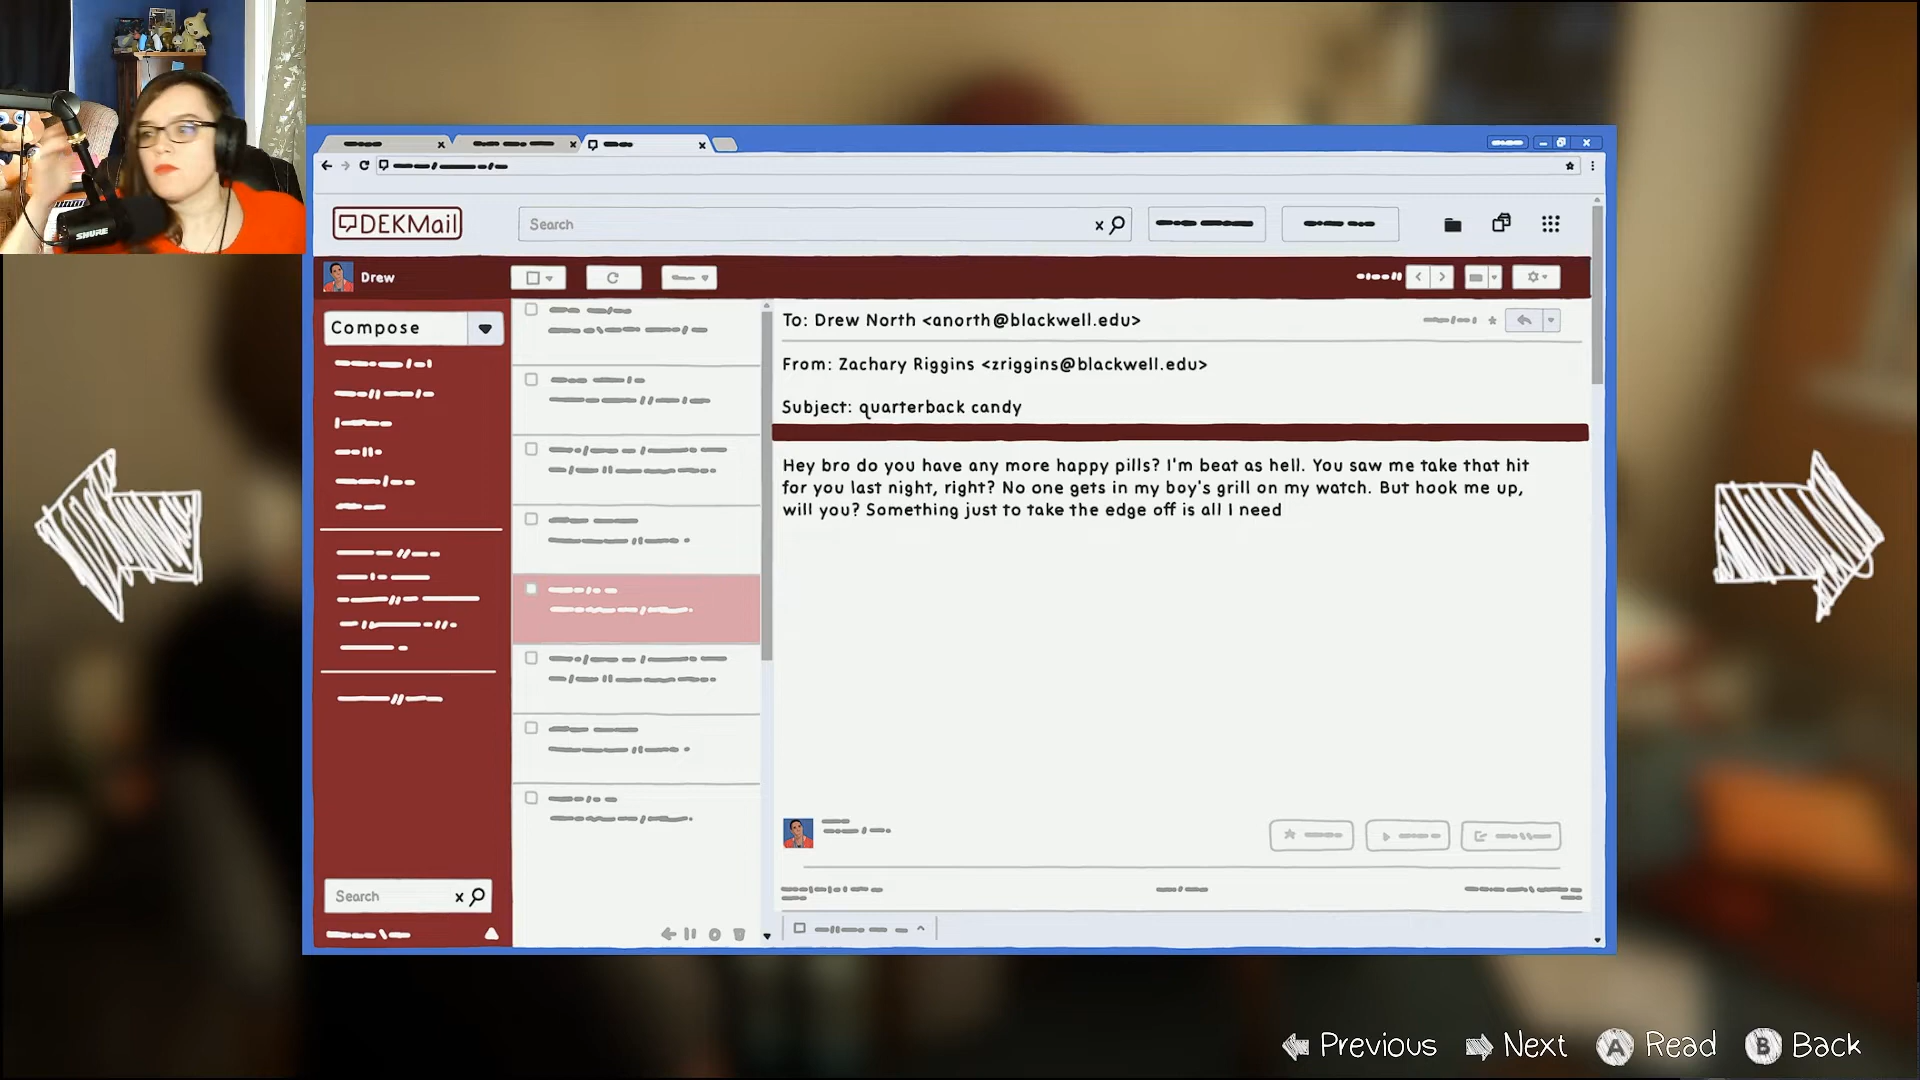 SHURE
DEKMail
Search
x
Drew
Compose
To: Drew North <anorth@blackwell.edu>
From: Zachary Riggins <zriggins@blackwell.edu>
Subject: quarterback candy
Hey bro do you have any more happy pills? I'm beat as hell. You saw me take that hit
for you last night, right? No one gets in my boy's grill on my watch. But hook me up,
will you? Something just to take the edge off is all I need
Search
x
Previous
Next
A Read
B Back